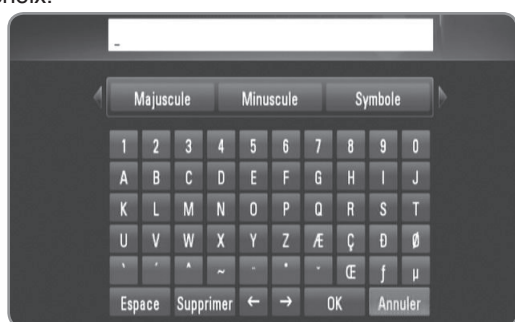 choix.
_
Majuscule Minuscule Symbole
1 2 3 4 5 6 7 8 9 0
A B C D E F G H I J
K L M N O P Q R S T
U V W X Y Z Æ Ç Ð Ø
` ´ ^ ~ ¨ ° - Œ ƒ µ
Espace Supprimer ← → OK Annuler